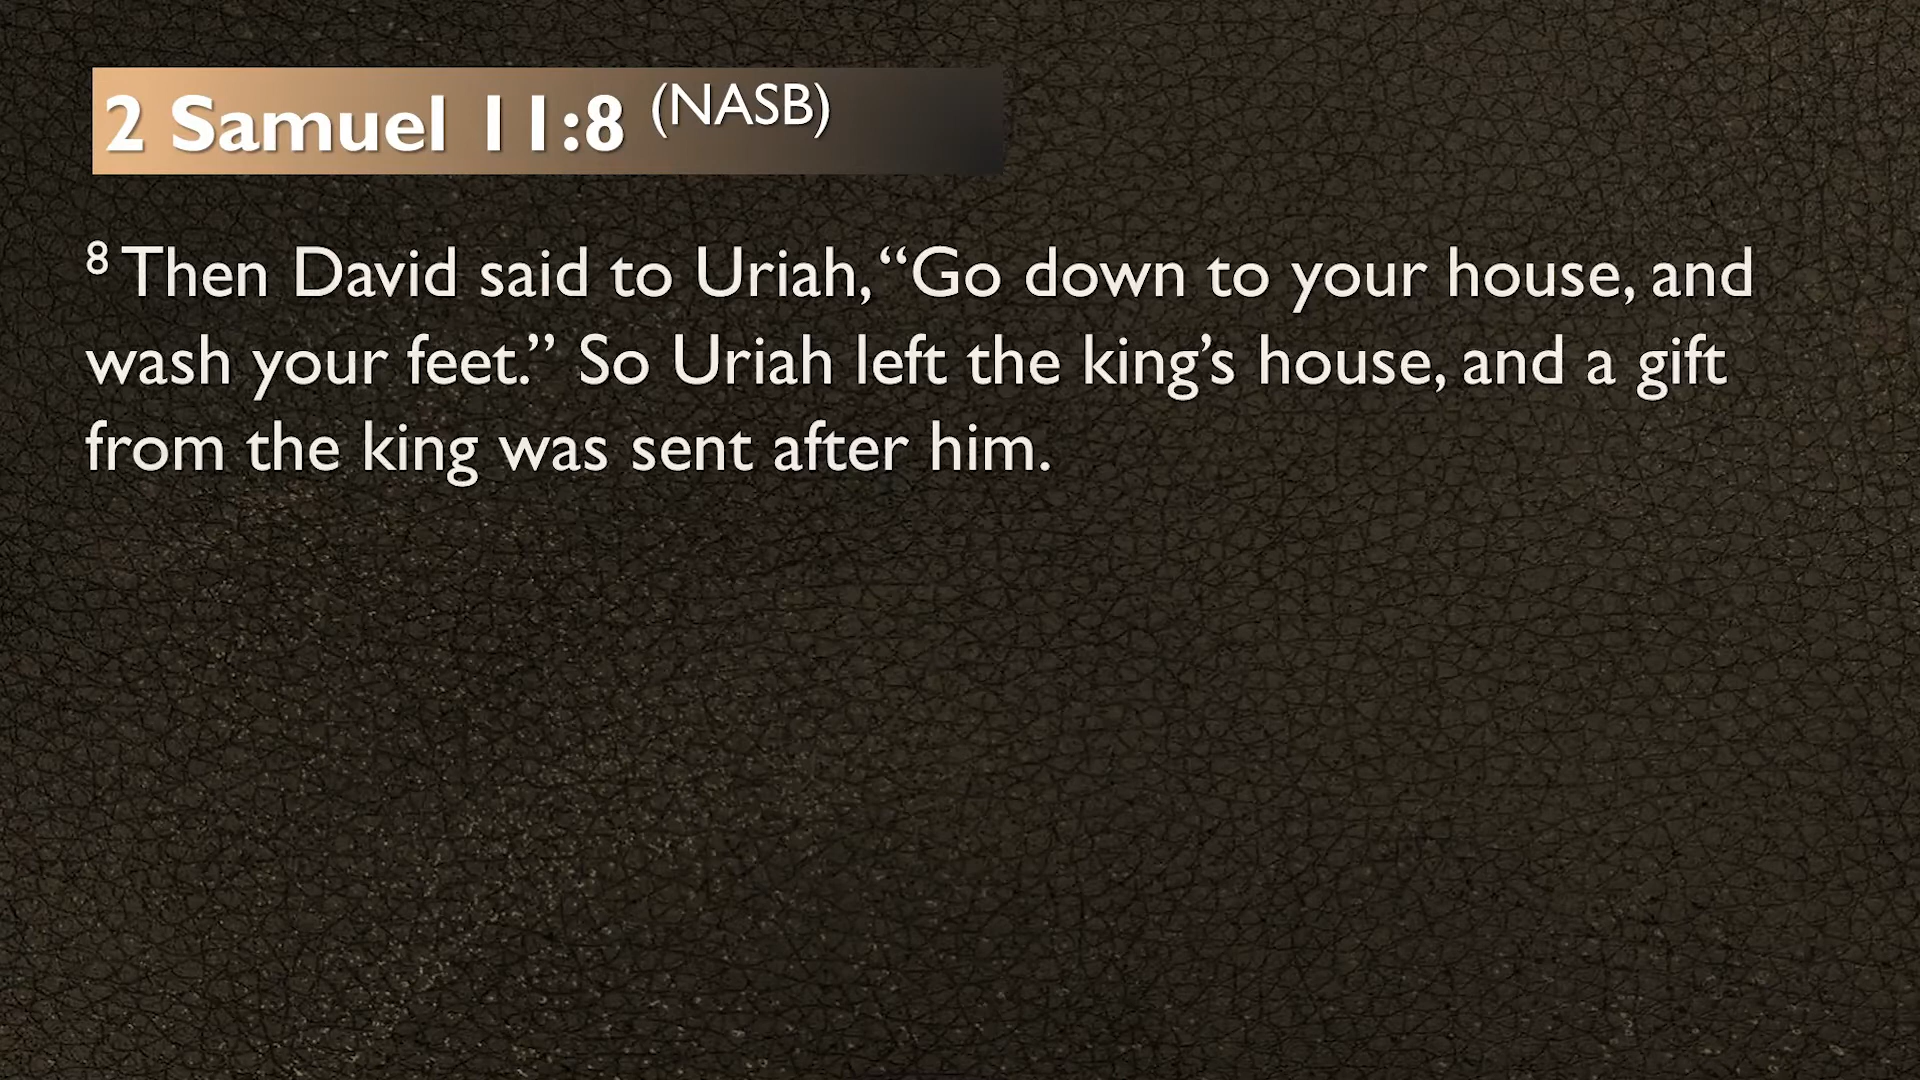 2 Samuel 11:8 (NASB)
8 Then David said to Uriah, “Go down to your house, and
wash your feet.” So Uriah left the king’s house, and a gift
from the king was sent after him.